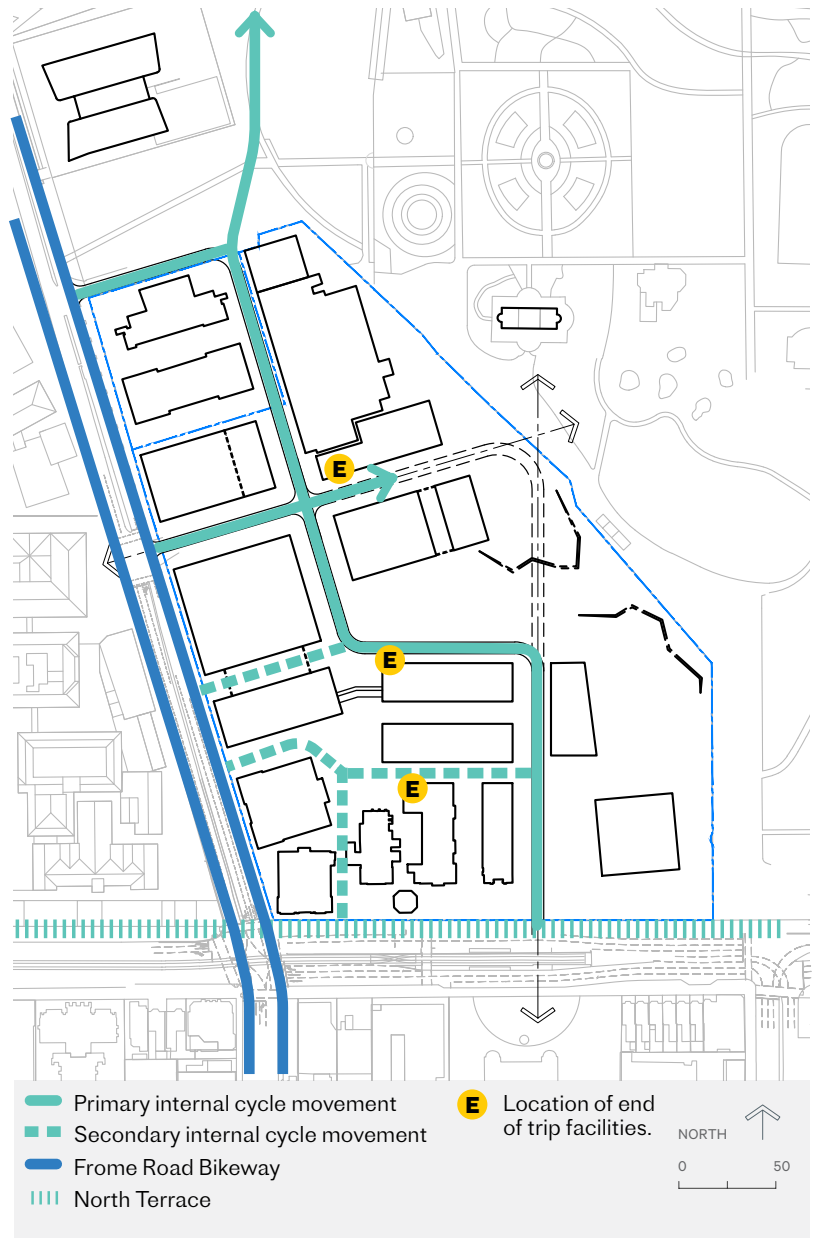 E
E
E
Primary internal cycle movement
Secondary internal cycle movement
Frome Road Bikeway
North Terrace
E
Location of end
of trip facilities.
NORTH
0 50